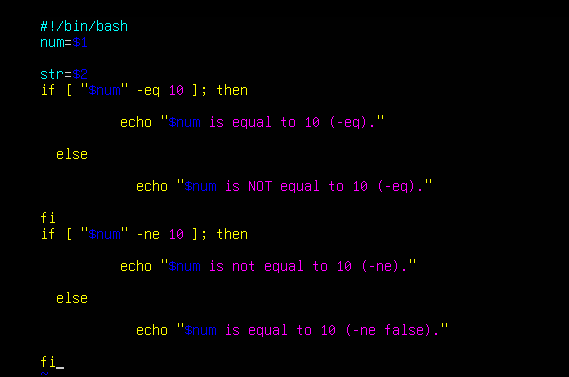 #!/bin/bash
num=$1
str=$2
if [ "$num" -eq 10 ]; then
echo "$num is equal to 10 (-eq)."
else
echo "$num is NOT equal to 10 (-eq)."
fi
if [ "$num" -ne 10 ]; then
echo "$num is not equal to 10 (-ne)."
else
echo "$num is equal to 10 (-ne false)."
fi
~